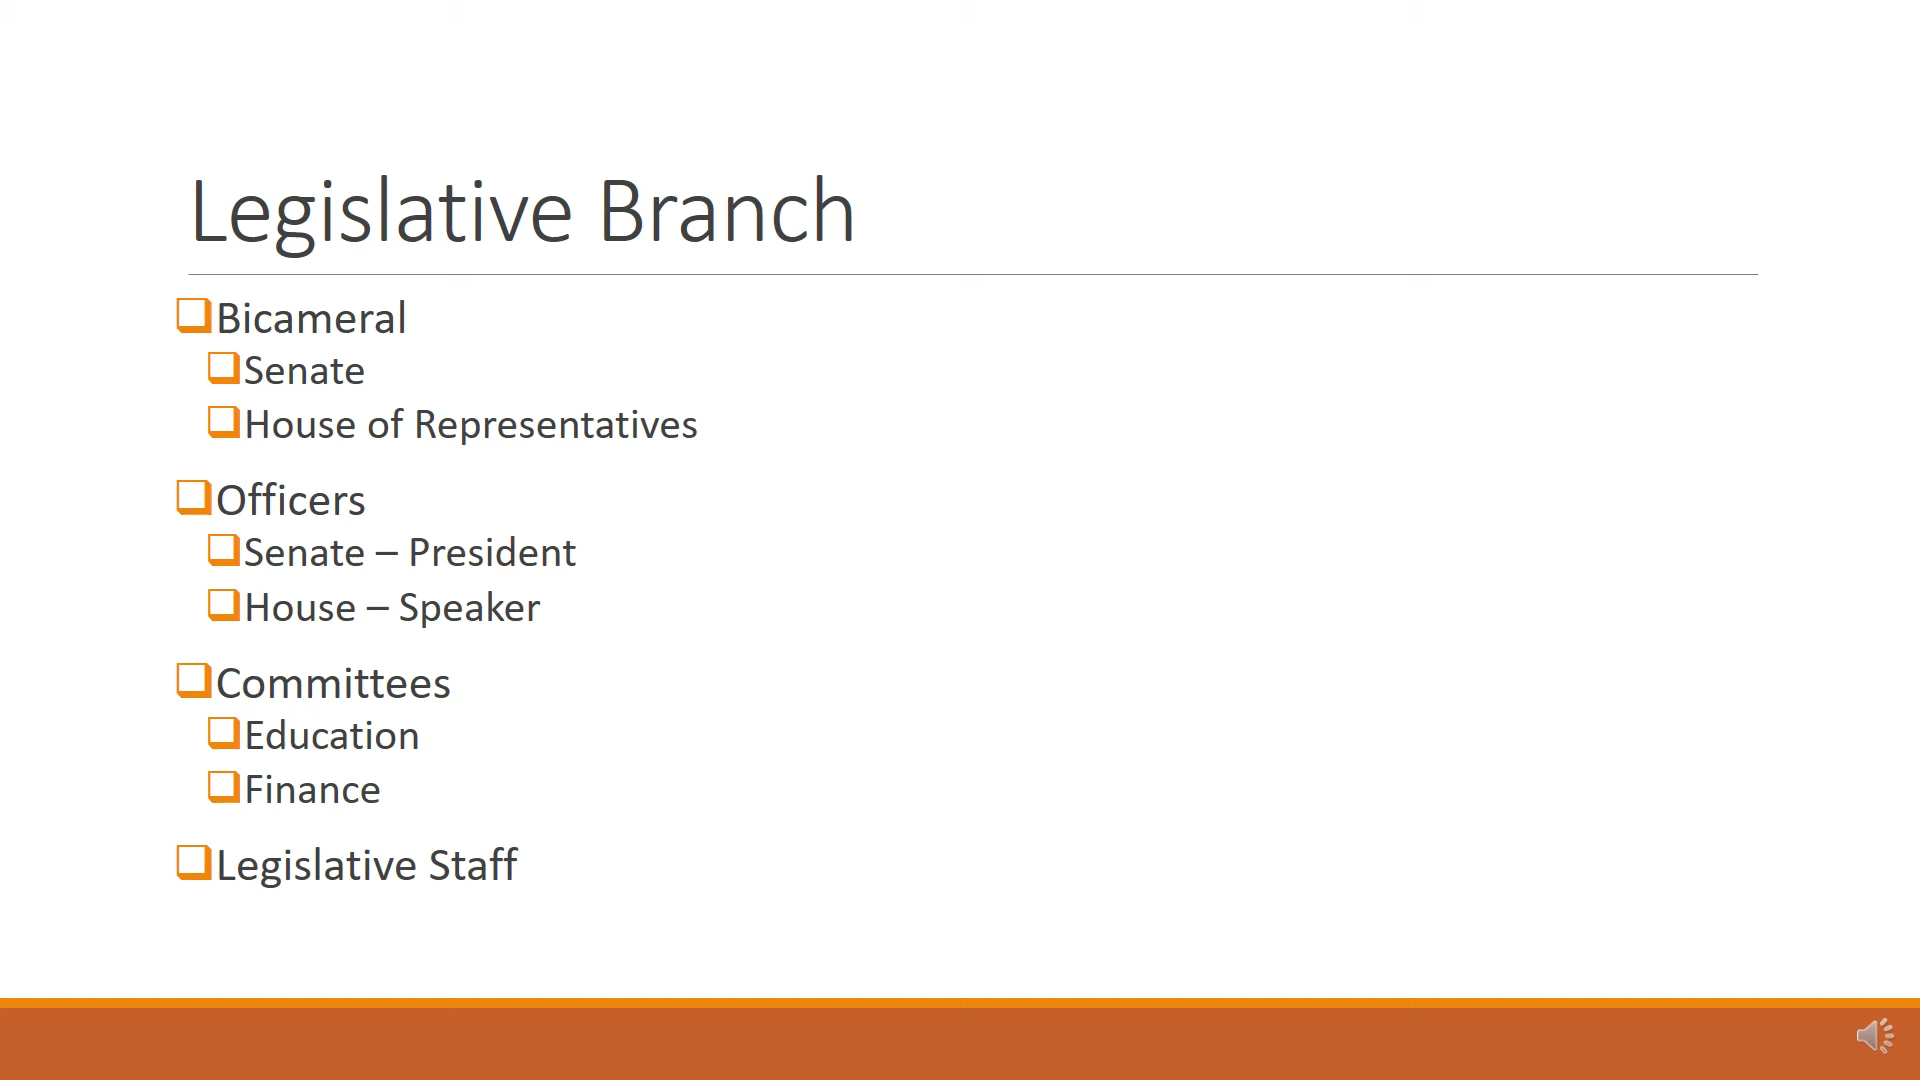 Legislative Branch
Bicameral
Senate
House of Representatives
Officers
Senate – President
House – Speaker
Committees
Education
Finance
Legislative Staff